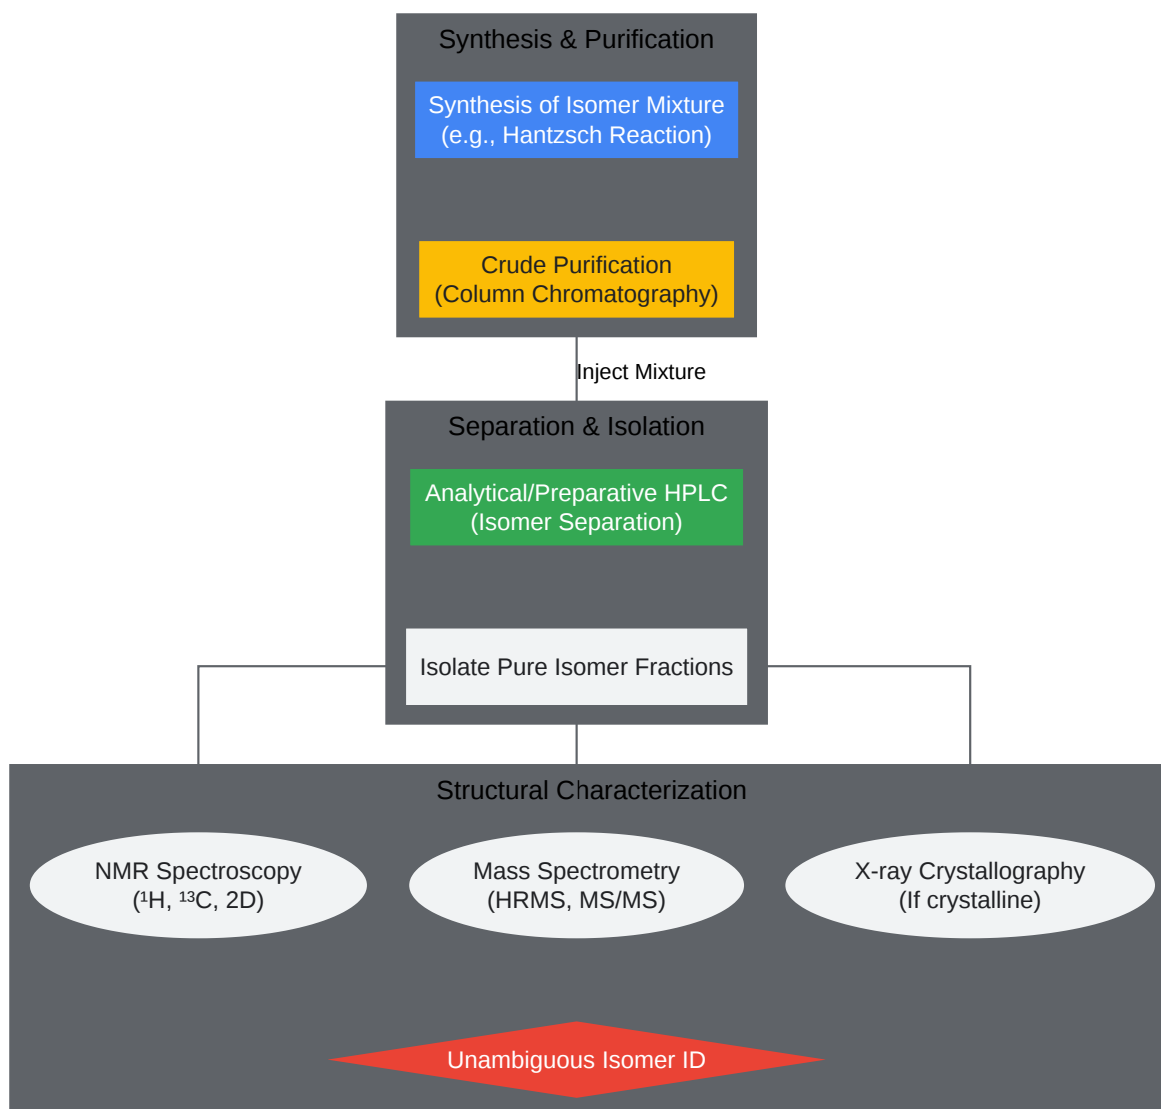 Synthesis & Purification
Synthesis of Isomer Mixture
(e.g., Hantzsch Reaction)
Crude Purification
(Column Chromatography)
Inject Mixture
Separation & Isolation
Analytical/Preparative HPLC
(Isomer Separation)
Isolate Pure Isomer Fractions
Structural Characterization
NMR Spectroscopy
(¹H, ¹³C, 2D)
Mass Spectrometry
(HRMS, MS/MS)
X-ray Crystallography
(If crystalline)
Unambiguous Isomer ID